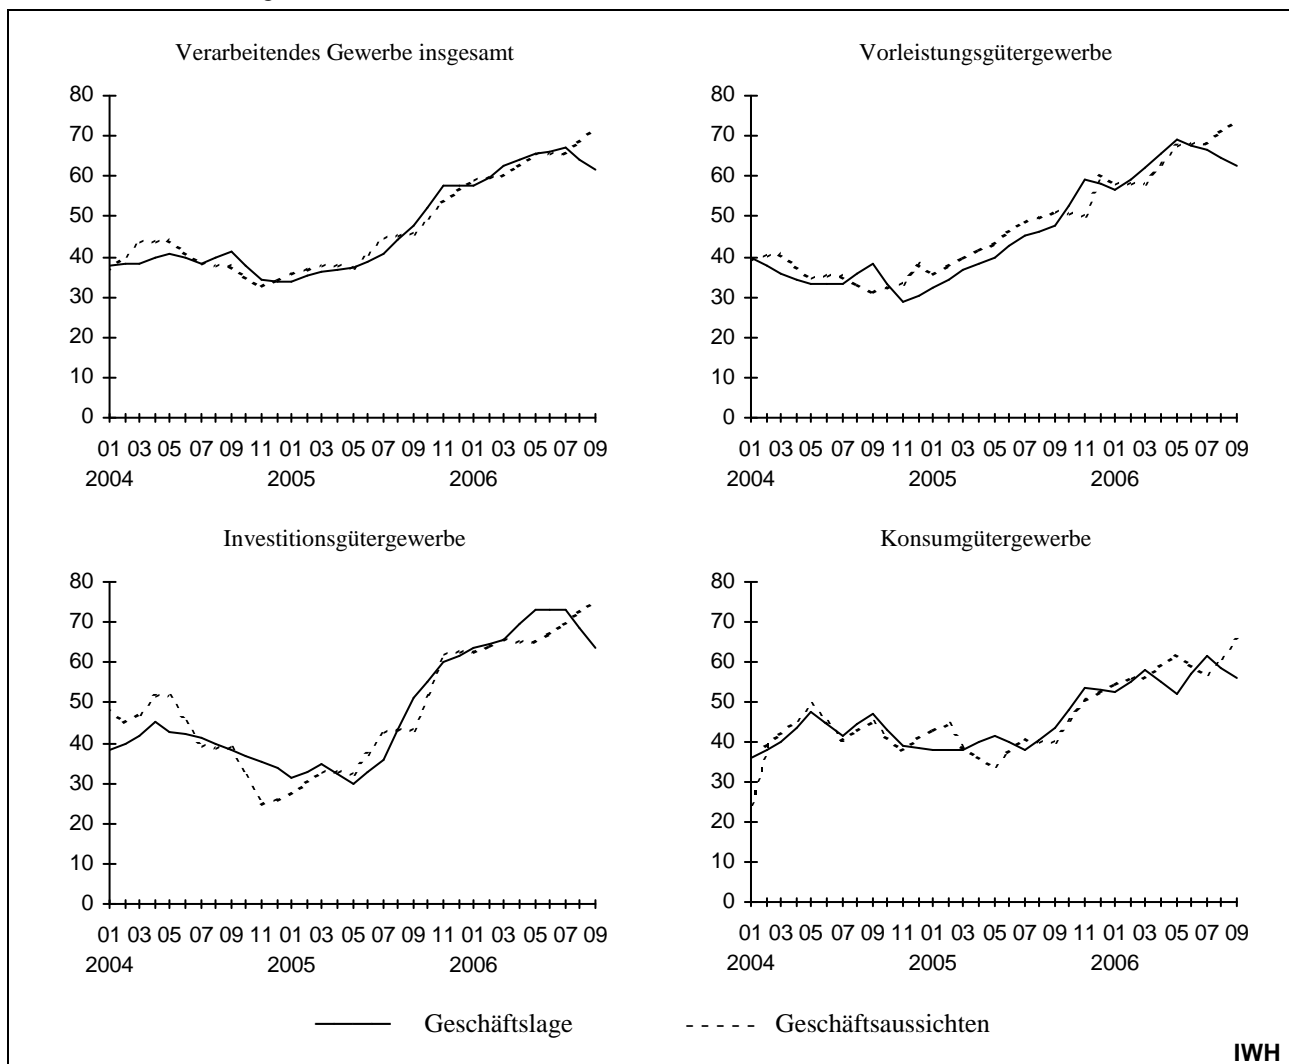 Verarbeitendes Gewerbe insgesamt
80
70
60
50
40
30
20
10
0
01 03 05 07 09 11 01 03 05 07 09 11 01 03 05 07 09
2004 2005 2006
Vorleistungsgütergewerbe
80
70
60
50
40
30
20
10
0
01 03 05 07 09 11 01 03 05 07 09 11 01 03 05 07 09
2004 2005 2006
Investitionsgütergewerbe
80
70
60
50
40
30
20
10
0
01 03 05 07 09 11 01 03 05 07 09 11 01 03 05 07 09
2004 2005 2006
Konsumgütergewerbe
80
70
60
50
40
30
20
10
0
01 03 05 07 09 11 01 03 05 07 09 11 01 03 05 07 09
2004 2005 2006
Geschäftslage Geschäftsaussichten
IWH